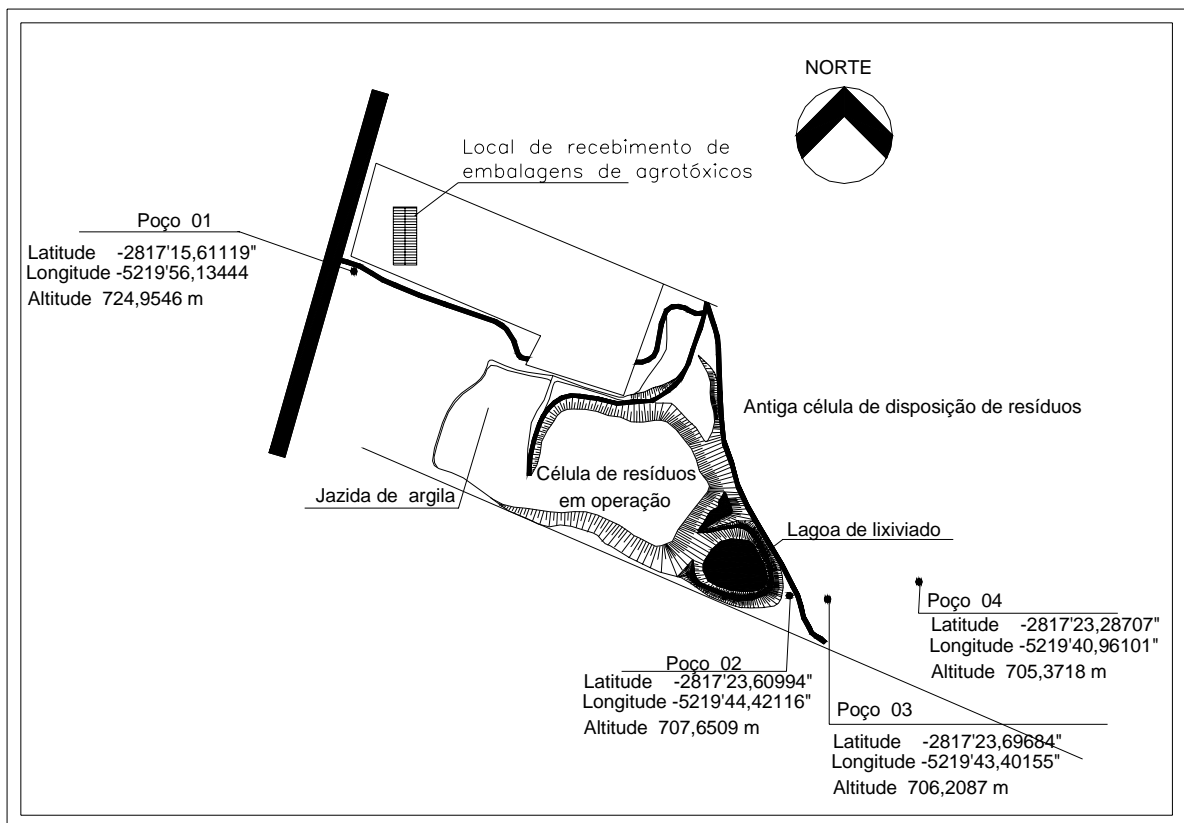 NORTE
Local de recebimento de
embalagens de agrotóxicos
Poço 01
Latitude -2817'15,61119"
Longitude -5219'56,13444
Altitude 724,9546 m
Antiga célula de disposição de resíduos
Célula de resíduos
em operação
Jazida de argila
Lagoa de lixiviado
Poço 04
Latitude -2817'23,28707"
Longitude -5219'40,96101"
Altitude 705,3718 m
Poço 02
Latitude -2817'23,60994"
Longitude -5219'44,42116"
Altitude 707,6509 m
Poço 03
Latitude -2817'23,69684"
Longitude -5219'43,40155"
Altitude 706,2087 m